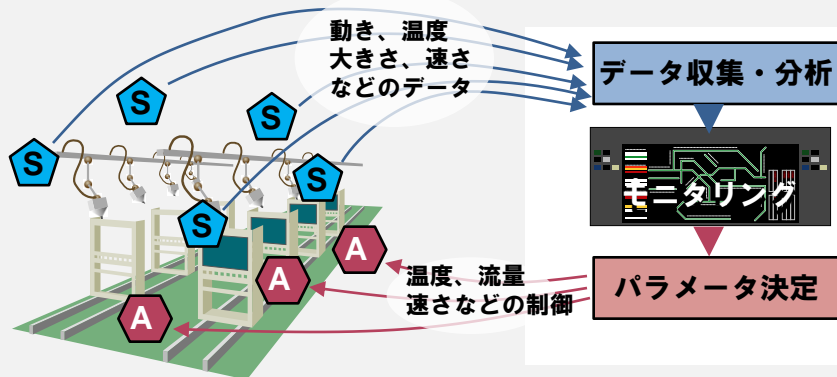 動き、温度
大きさ、速さ
などのデータ
データ収集・分析
S
S
S
S
S
モニタリング
A
A
A
温度、流量
速さなどの制御
パラメータ決定